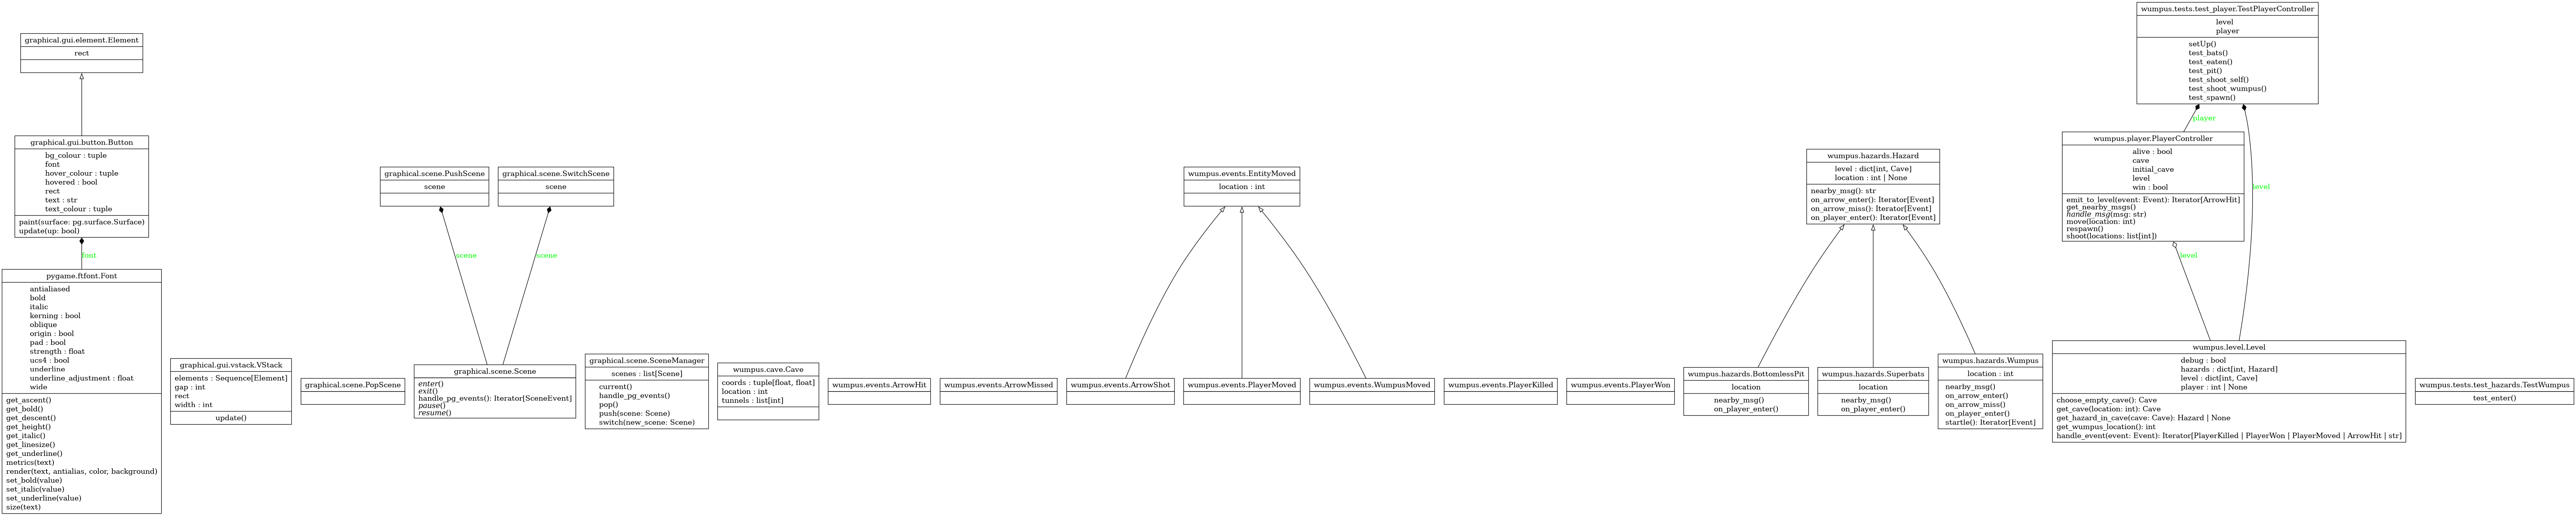 graphical.gui.element.Element
rect
graphical.gui.button.Button
bg_colour : tuple
font
hover_colour : tuple
hovered : bool
rect
text : str
text_colour : tuple
paint(surface: pg.surface.Surface)
update(up: bool)
font
pygame.ftfont.Font
antialiased
bold
italic
kerning : bool
oblique
origin : bool
pad : bool
strength : float
ucs4 : bool
underline
underline_adjustment : float
wide
get_ascent()
get_bold()
get_descent()
get_height()
get_italic()
get_linesize()
get_underline()
metrics(text)
render(text, antialias, color, background)
set_bold(value)
set_italic(value)
set_underline(value)
size(text)
graphical.gui.vstack.VStack
elements : Sequence[Element]
gap : int
rect
width : int
update()
graphical.scene.PopScene
graphical.scene.PushScene
scene
graphical.scene.SwitchScene
scene
scene
scene
graphical.scene.Scene
enter()
exit()
handle_pg_events(): Iterator[SceneEvent]
pause()
resume()
graphical.scene.SceneManager
scenes : list[Scene]
current()
handle_pg_events()
pop()
push(scene: Scene)
switch(new_scene: Scene)
wumpus.cave.Cave
coords : tuple[float, float]
location : int
tunnels : list[int]
wumpus.events.ArrowHit
wumpus.events.ArrowMissed
wumpus.events.EntityMoved
location : int
wumpus.events.ArrowShot
wumpus.events.PlayerMoved
wumpus.events.WumpusMoved
wumpus.events.PlayerKilled
wumpus.events.PlayerWon
wumpus.hazards.Hazard
level : dict[int, Cave]
location : int | None
nearby_msg(): str
on_arrow_enter(): Iterator[Event]
on_arrow_miss(): Iterator[Event]
on_player_enter(): Iterator[Event]
wumpus.hazards.BottomlessPit
location
nearby_msg()
on_player_enter()
wumpus.hazards.Superbats
location
nearby_msg()
on_player_enter()
wumpus.hazards.Wumpus
location : int
nearby_msg()
on_arrow_enter()
on_arrow_miss()
on_player_enter()
startle(): Iterator[Event]
wumpus.tests.test_player.TestPlayerController
level
player
setUp()
test_bats()
test_eaten()
test_pit()
test_shoot_self()
test_shoot_wumpus()
test_spawn()
player
level
wumpus.player.PlayerController
alive : bool
cave
initial_cave
level
win : bool
emit_to_level(event: Event): Iterator[ArrowHit]
get_nearby_msgs()
handle_msg(msg: str)
move(location: int)
respawn()
shoot(locations: list[int])
level
wumpus.level.Level
debug : bool
hazards : dict[int, Hazard]
level : dict[int, Cave]
player : int | None
choose_empty_cave(): Cave
get_cave(location: int): Cave
get_hazard_in_cave(cave: Cave): Hazard | None
get_wumpus_location(): int
handle_event(event: Event): Iterator[PlayerKilled | PlayerWon | PlayerMoved | ArrowHit | str]
wumpus.tests.test_hazards.TestWumpus
test_enter()